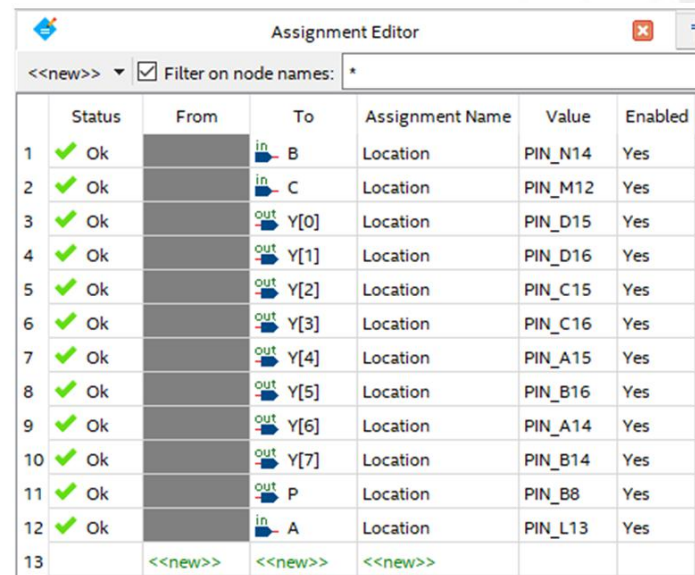 Assignment Editor
<<new>> Filter on node names: *
Status From To Assignment Name Value Enabled
1 Ok in B Location PIN_N14 Yes
2 Ok in C Location PIN_M12 Yes
3 Ok out Y[0] Location PIN_D15 Yes
4 Ok out Y[1] Location PIN_D16 Yes
5 Ok out Y[2] Location PIN_C15 Yes
6 Ok out Y[3] Location PIN_C16 Yes
7 Ok out Y[4] Location PIN_A15 Yes
8 Ok out Y[5] Location PIN_B16 Yes
9 Ok out Y[6] Location PIN_A14 Yes
10 Ok out Y[7] Location PIN_B14 Yes
11 Ok out P Location PIN_B8 Yes
12 Ok in A Location PIN_L13 Yes
13 <<new>> <<new>> <<new>>